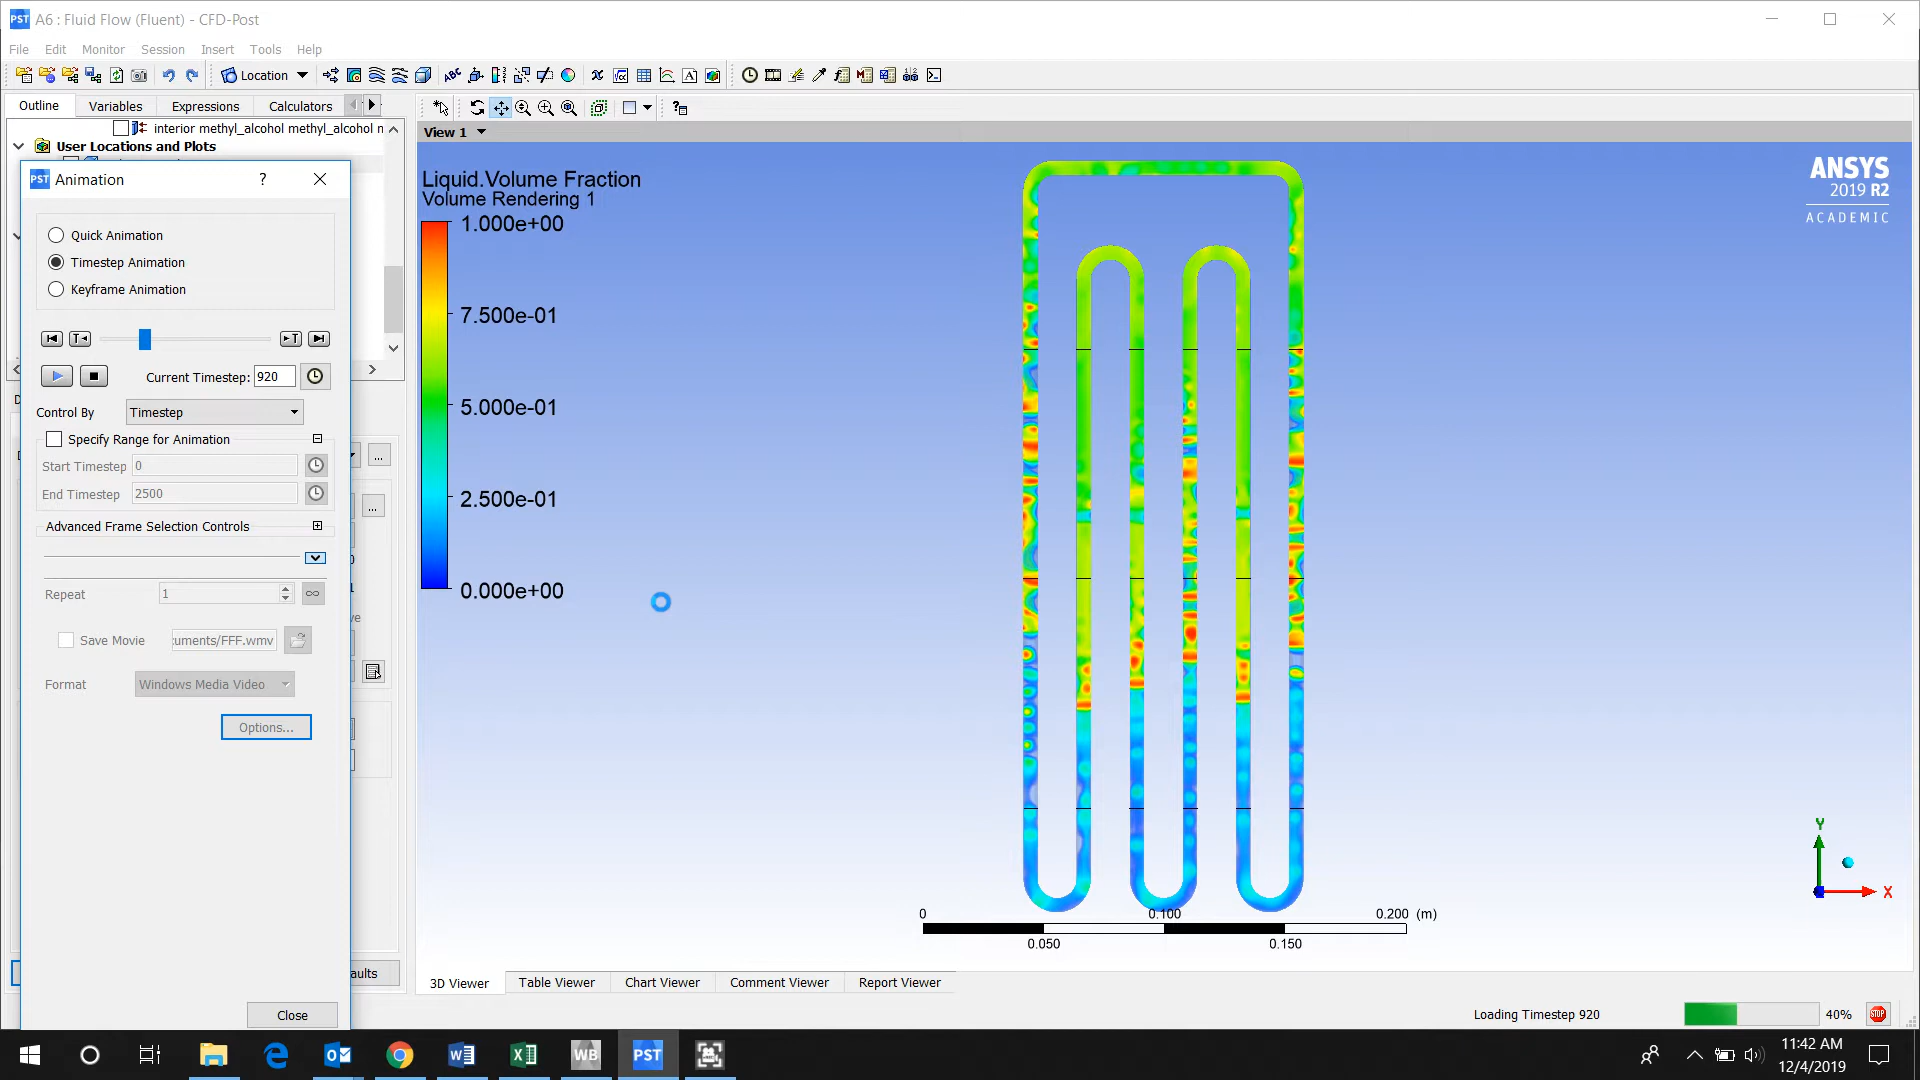 PST A6 : Fluid Flow (Fluent) - CFD-Post
File Edit Monitor Session Insert Tools Help
Location
Outline Variables Expressions Calculators
View 1
interior methyl_alcohol methyl_alcohol
User Locations and Plots
PST Animation ? ×
Quick Animation
Timestep Animation
Keyframe Animation
Current Timestep: 920
Control By Timestep
Specify Range for Animation
Start Timestep 0
End Timestep 2500
Advanced Frame Selection Controls
Repeat 1
Save Movie uments/FFF.wmv
Format Windows Media Video
Options...
Close
aults
Liquid.Volume Fraction
Volume Rendering 1
1.000e+00
7.500e-01
5.000e-01
2.500e-01
0.000e+00
ANSYS
2019 R2
ACADEMIC
Y
X
0 0.100 0.200 (m)
0.050 0.150
3D Viewer Table Viewer Chart Viewer Comment Viewer Report Viewer
Loading Timestep 920 40% STOP
WB PST
11:42 AM
12/4/2019